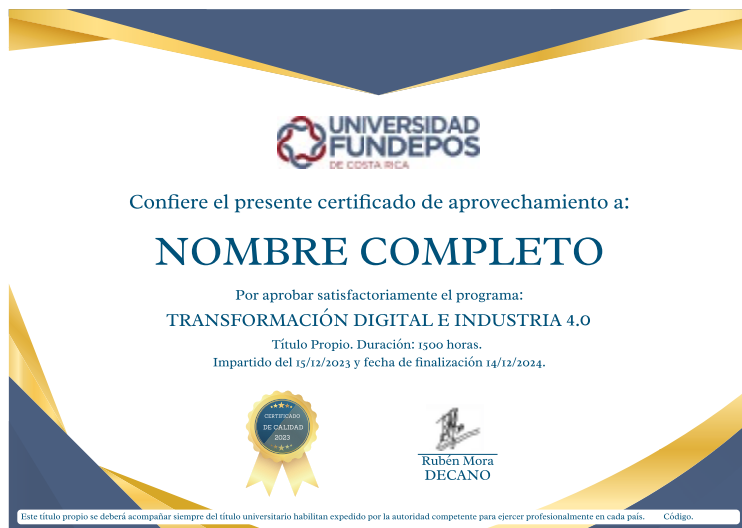 UNIVERSIDAD
FUNDEPOS
DE COSTA RICA
Confiere el presente certificado de aprovechamiento a:
NOMBRE COMPLETO
Por aprobar satisfactoriamente el programa:
TRANSFORMACIÓN DIGITAL E INDUSTRIA 4.0
Título Propio. Duración: 1500 horas.
Impartido del 15/12/2023 y fecha de finalización 14/12/2024.
CERTIFICADO
DE CALIDAD
2023
Rubén Mora
DECANO
Este título propio se deberá acompañar siempre del título universitario habilitan expedido por la autoridad competente para ejercer profesionalmente en cada país. Código.